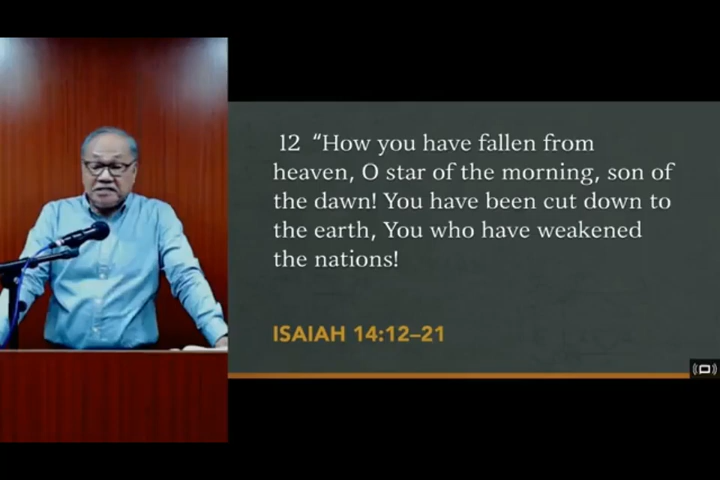 12 “How you have fallen from
heaven, O star of the morning, son of
the dawn! You have been cut down to
the earth, You who have weakened
the nations!
ISAIAH 14:12–21